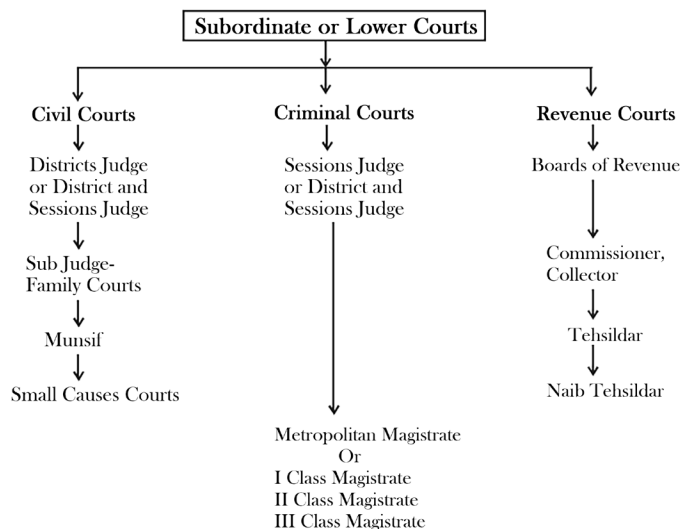 Subordinate or Lower Courts
Civil Courts
Districts Judge
or District and
Sessions Judge
Sub Judge-
Family Courts
Munsif
Small Causes Courts
Criminal Courts
Sessions Judge
or District and
Sessions Judge
Metropolitan Magistrate
Or
I Class Magistrate
II Class Magistrate
III Class Magistrate
Revenue Courts
Boards of Revenue
Commissioner,
Collector
Tehsildar
Naib Tehsildar